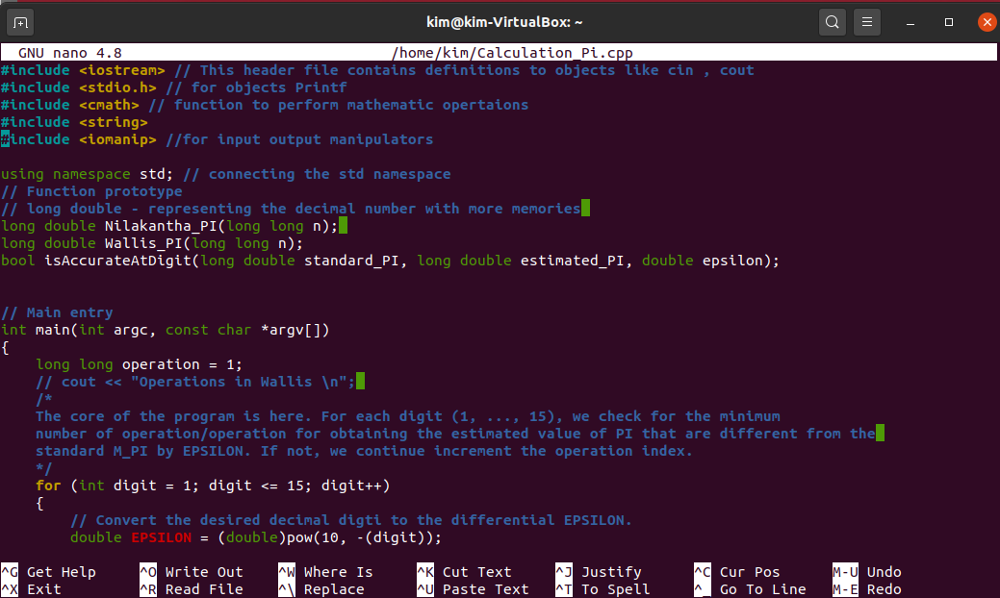 kim@kim-VirtualBox: ~
GNU nano 4.8 /home/kim/Calculation_Pi.cpp
#include <iostream> // This header file contains definitions to objects like cin , cout
#include <stdio.h> // for objects Printf
#include <cmath> // function to perform mathematic opertaions
#include <string>
#include <iomanip> //for input output manipulators
using namespace std; // connecting the std namespace
// Function prototype
// long double - representing the decimal number with more memories
long double Nilakantha_PI(long long n);
long double Wallis_PI(long long n);
bool isAccurateAtDigit(long double standard_PI, long double estimated_PI, double epsilon);
// Main entry
int main(int argc, const char *argv[])
{
    long long operation = 1;
    // cout << "Operations in Wallis \n";
    /*
    The core of the program is here. For each digit (1, ..., 15), we check for the minimum
    number of operation/operation for obtaining the estimated value of PI that are different from the
    standard M_PI by EPSILON. If not, we continue increment the operation index.
    */
    for (int digit = 1; digit <= 15; digit++)
    {
        // Convert the desired decimal digti to the differential EPSILON.
        double EPSILON = (double)pow(10, -(digit));
^G Get Help ^O Write Out ^W Where Is ^K Cut Text ^J Justify ^C Cur Pos M-U Undo
^X Exit ^R Read File ^\ Replace ^U Paste Text ^T To Spell ^_ Go To Line M-E Redo